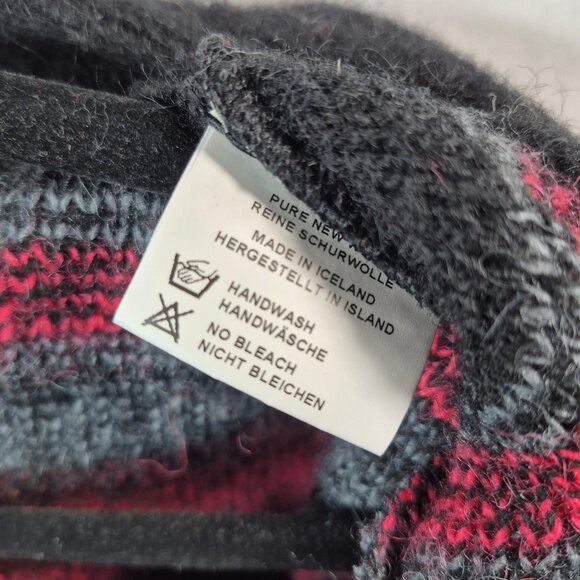 PURE NEW
REINE SCHURWOLLE
MADE IN ICELAND
HERGESTELLT IN ISLAND
HANDWASH
HANDWÄSCHE
NO BLEACH
NICHT BLEICHEN